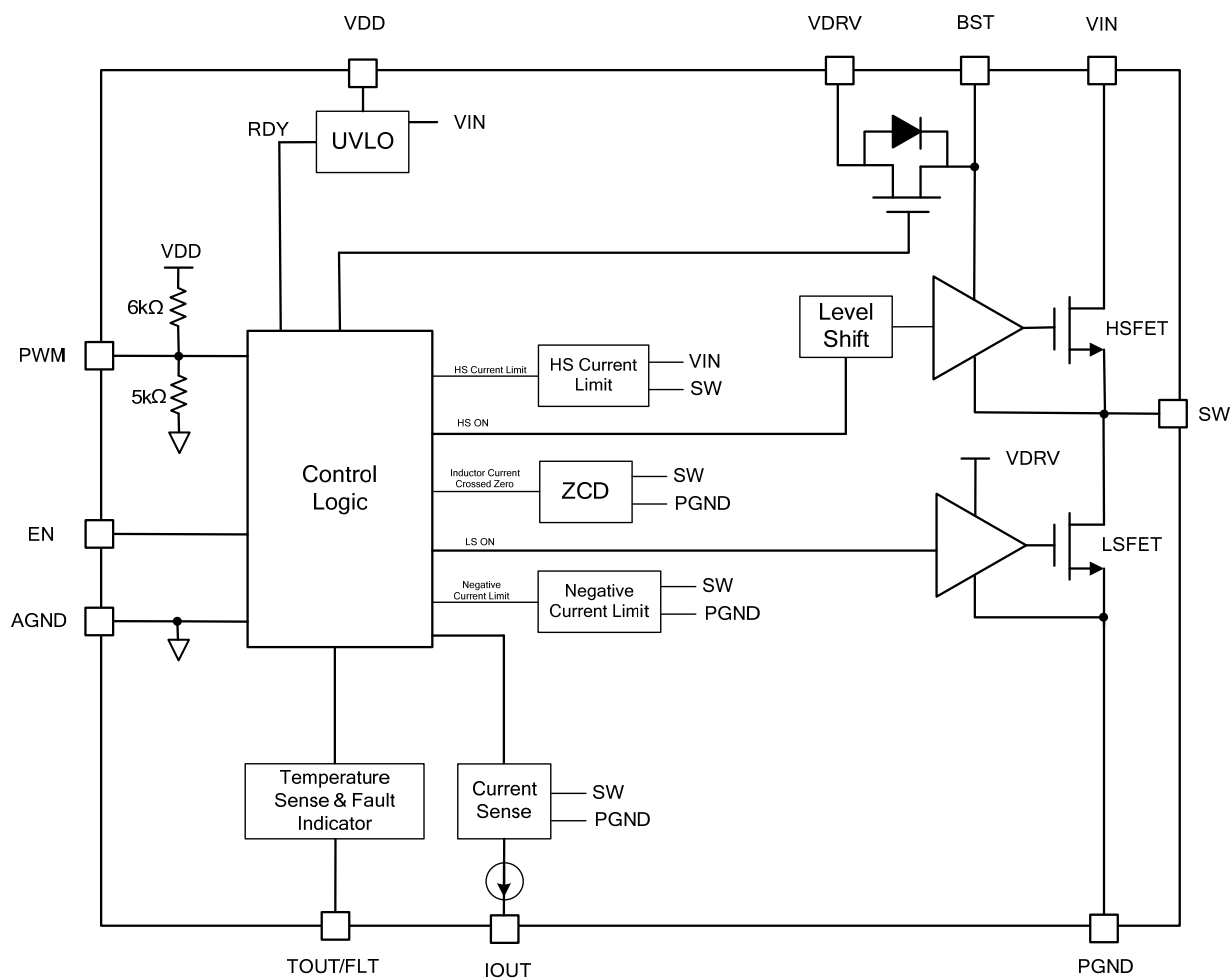 VDD
VDRV
BST
VIN
RDY
UVLO
VIN
VDD
6kΩ
PWM
5kΩ
Level
Shift
HSFET
HS Current Limit
HS Current
Limit
VIN
SW
SW
HS ON
Control
Logic
Inductor Current
Crossed Zero
ZCD
SW
PGND
VDRV
EN
LS ON
LSFET
AGND
Negative
Current Limit
Negative
Current Limit
SW
PGND
Temperature
Sense & Fault
Indicator
Current
Sense
SW
PGND
TOUT/FLT
IOUT
PGND